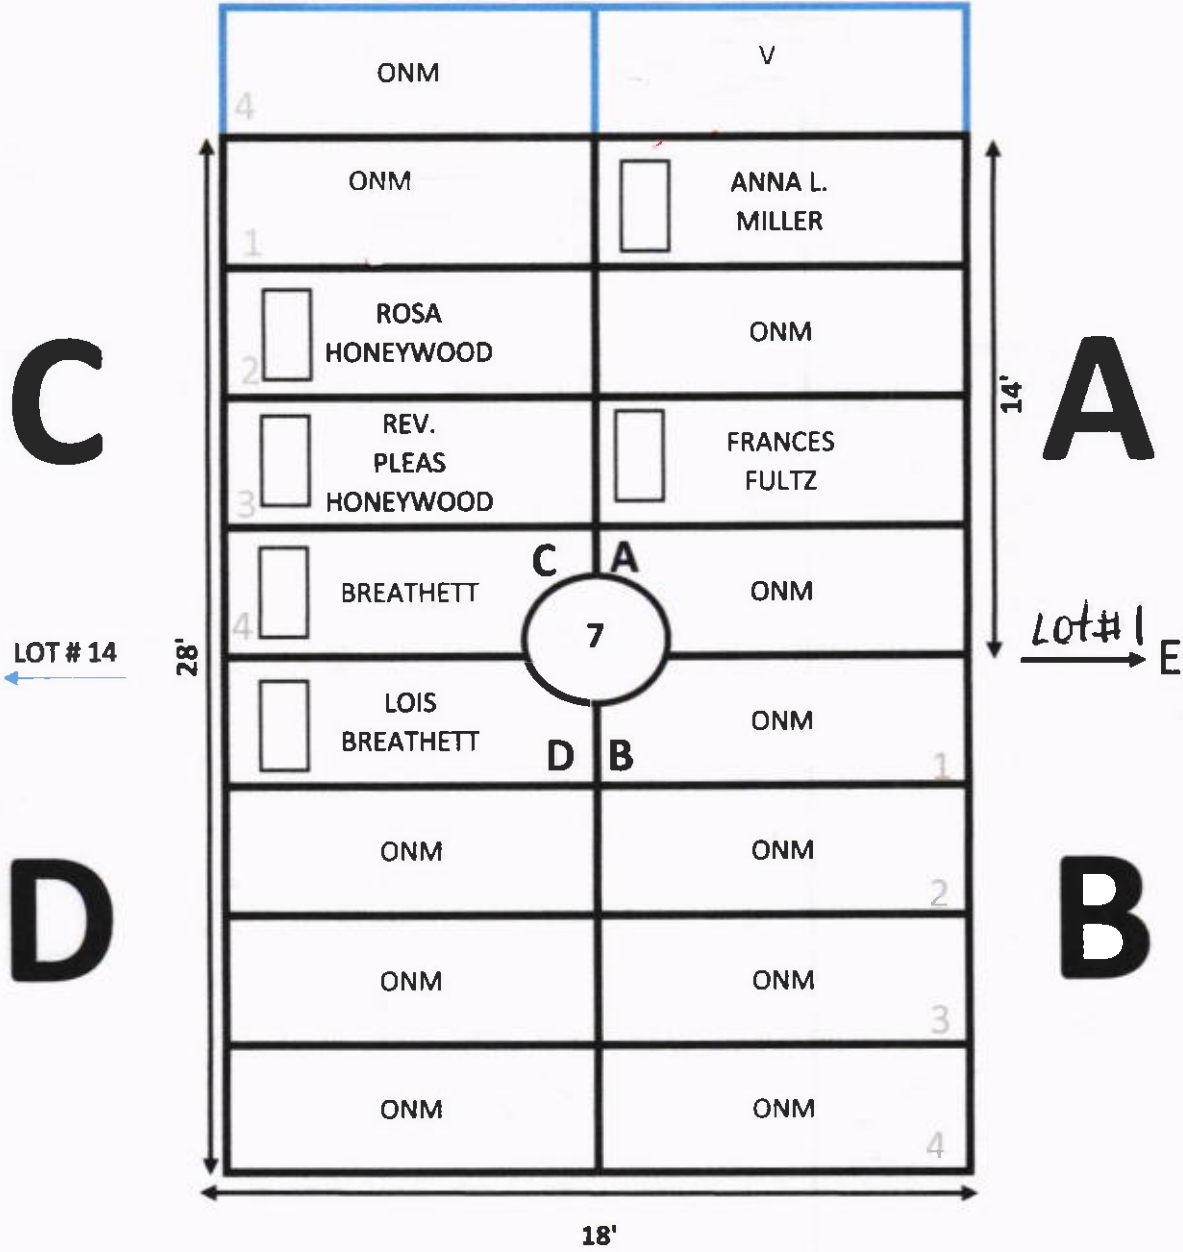 ONM
V
4
ONM
1
ANNA L.
MILLER
ROSA
HONEYWOOD
2
ONM
C
A
14'
REV.
PLEAS
HONEYWOOD
3
FRANCES
FULTZ
C A
BREATHETT
4
ONM
7
LOT # 14
28'
Lot# 1
E
LOIS
BREATHETT
ONM
1
D B
ONM
ONM
2
D
B
ONM
ONM
3
ONM
ONM
4
18'